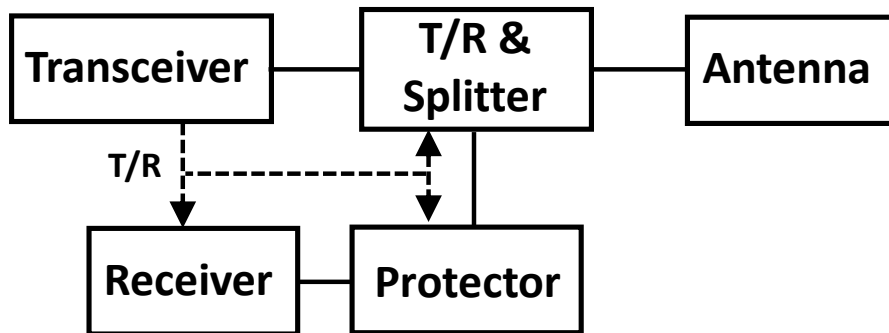 Transceiver
T/R &
Splitter
Antenna
T/R
Receiver
Protector